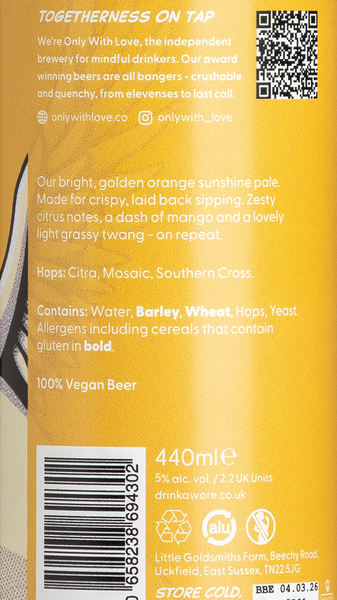 TOGETHERNESS ON TAP
We're Only With Love, the independent
brewery for mindful drinkers. Our award
winning beers are all bangers - crushable
and quenchy, from elevenses to last call.
onlywithlove.co onlywith_love
Our bright, golden orange sunshine pale.
Made for crispy, laid back sipping. Zesty
citrus notes, a dash of mango and a lovely
light grassy twang - on repeat.
Hops: Citra, Mosaic, Southern Cross.
Contains: Water, Barley, Wheat, Hops, Yeast.
Allergens including cereals that contain
gluten in bold.
100% Vegan Beer
0 658238 694302
440ml℮
5% alc. vol. / 2.2 UK Units
drinkaware.co.uk
alu
Little Goldsmiths Farm, Beechy Road,
Uckfield, East Sussex, TN22 5JG
STORE COLD,
BBE 04.03.26